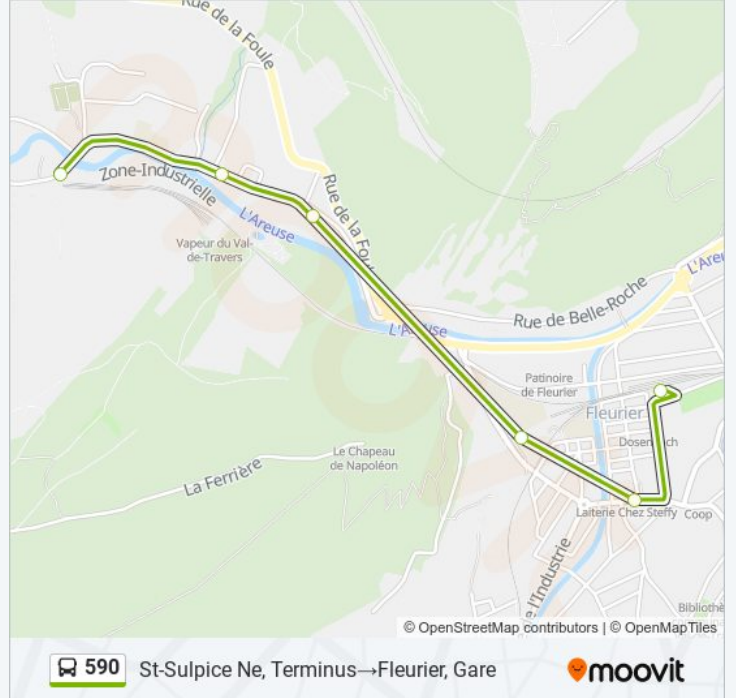 Rue de la Foule
Zone-Industrielle
L'Areuse
Rue de la Foul
Vapeur du Val-
de-Travers
L'Areu
Rue de Belle-Roche
L'Areuse
Patinoire
de Fleurier
Fleurier
Dosenbach
Le Chapeau
de Napoléon
La Ferrière
Laiterie Chez Steffy
Coop
e l'Industrie
Biblioth
© OpenStreetMap contributors | © OpenMapTiles
590 St-Sulpice Ne, Terminus→Fleurier, Gare
moovit